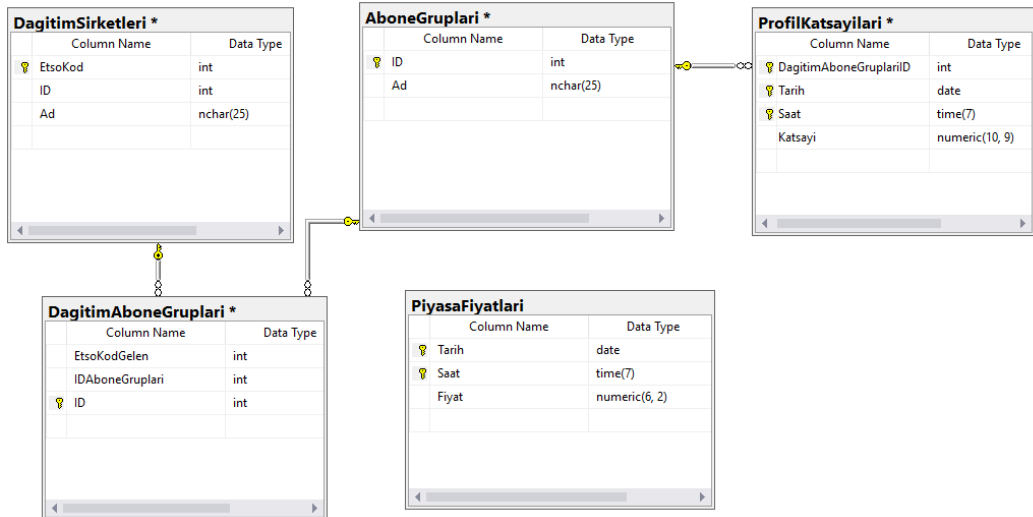 DagitimSirketleri *
Column Name Data Type
EtsoKod int
ID int
Ad nchar(25)
AboneGruplari *
Column Name Data Type
ID int
Ad nchar(25)
ProfilKatsayilari *
Column Name Data Type
DagitimAboneGruplariID int
Tarih date
Saat time(7)
Katsayi numeric(10, 9)
DagitimAboneGruplari *
Column Name Data Type
EtsoKodGelen int
IDAboneGruplari int
ID int
PiyasaFiyatlari
Column Name Data Type
Tarih date
Saat time(7)
Fiyat numeric(6, 2)